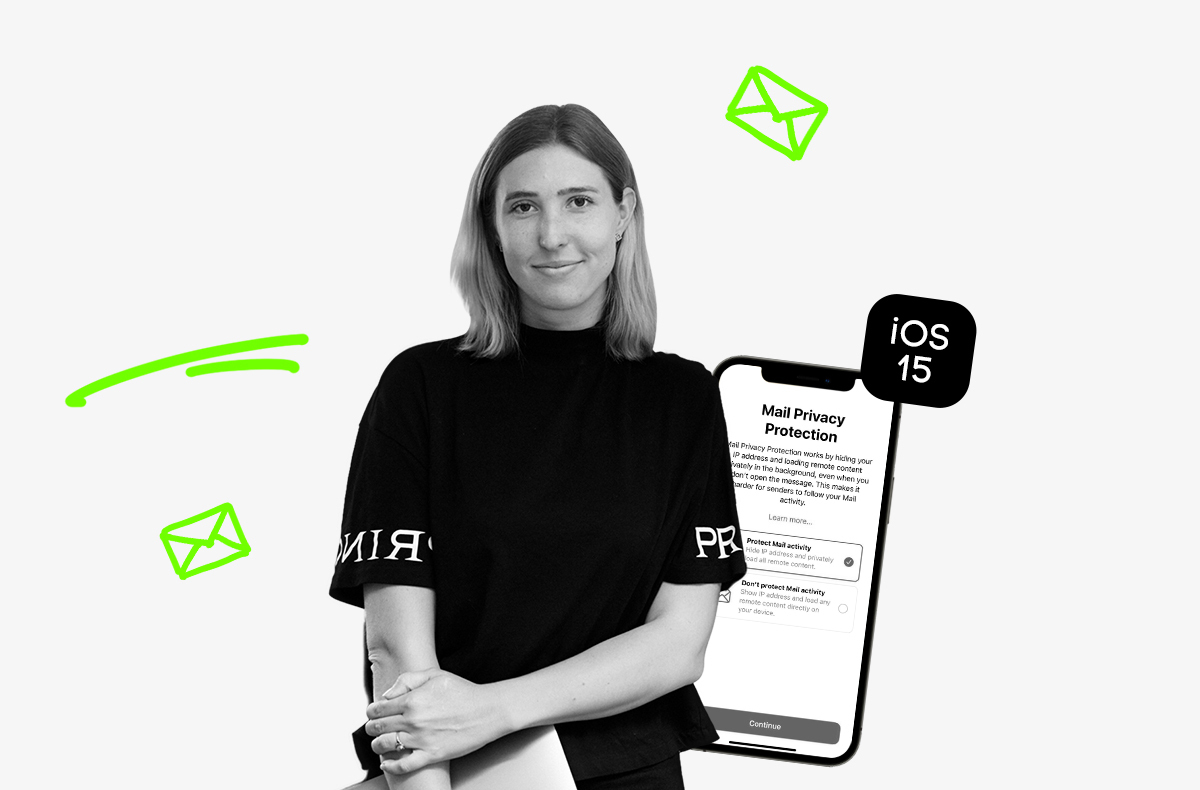 iOS
15
Mail Privacy
Protection
Mail Privacy Protection works by hiding your
IP address and loading remote content
ivately in the background, even when you
don't open the message. This makes it
harder for senders to follow your Mail
activity.
Learn more...
Protect Mail activity
Hide IP address and privately
load all remote content.
Don't protect Mail activity
Show IP address and load any
remote content directly on
your device.
Continue
PR